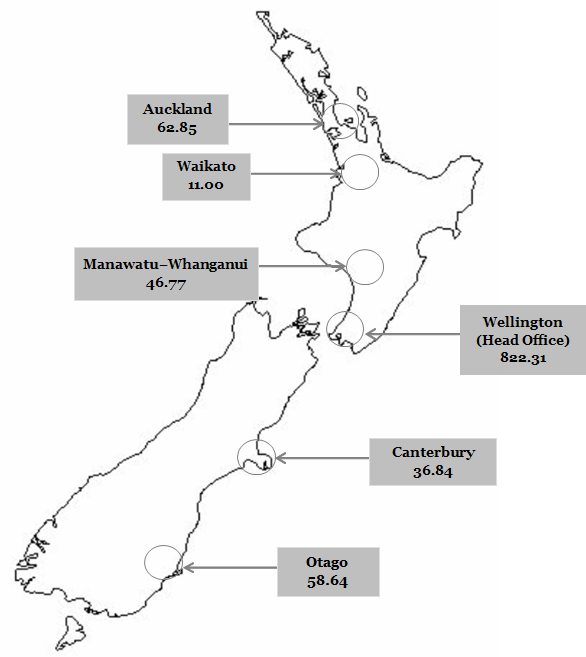 Auckland
62.85
Waikato
11.00
Manawatu–Whanganui
46.77
Wellington
(Head Office)
822.31
Canterbury
36.84
Otago
58.64